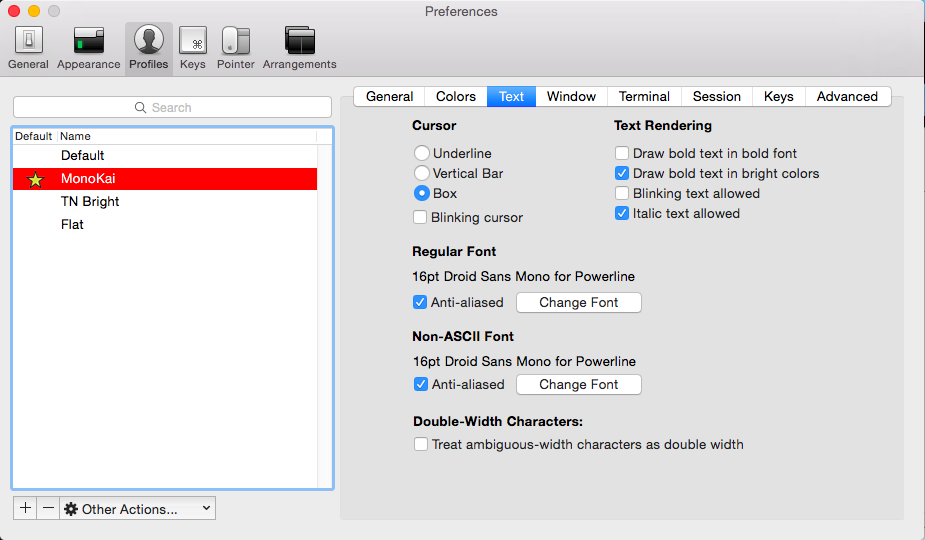 Preferences
General Appearance Profiles Keys Pointer Arrangements
Search
Default Name
Default
MonoKai
TN Bright
Flat
Other Actions...
General Colors Text Window Terminal Session Keys Advanced
Cursor
Underline
Vertical Bar
Box
Blinking cursor
Text Rendering
Draw bold text in bold font
Draw bold text in bright colors
Blinking text allowed
Italic text allowed
Regular Font
16pt Droid Sans Mono for Powerline
Anti-aliased Change Font
Non-ASCII Font
16pt Droid Sans Mono for Powerline
Anti-aliased Change Font
Double-Width Characters:
Treat ambiguous-width characters as double width